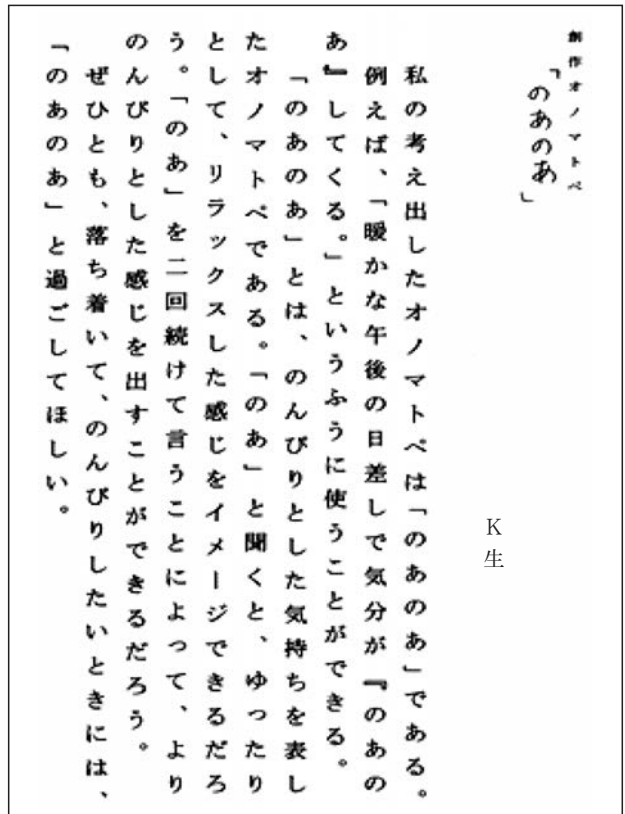 創作オノマトペ
「のあのあ」
K生
私の考え出したオノマトペは「のあのあ」である。
例えば、「暖かな午後の日差しで気分が『のあの
あ』してくる。」というふうに使うことができる。
「のあのあ」とは、のんびりとした気持ちを表し
たオノマトペである。「のあ」と聞くと、ゆったり
として、リラックスした感じをイメージできるだろ
う。「のあ」を二回続けて言うことによって、より
のんびりとした感じを出すことができるだろう。
ぜひとも、落ち着いて、のんびりしたいときには、
「のあのあ」と過ごしてほしい。